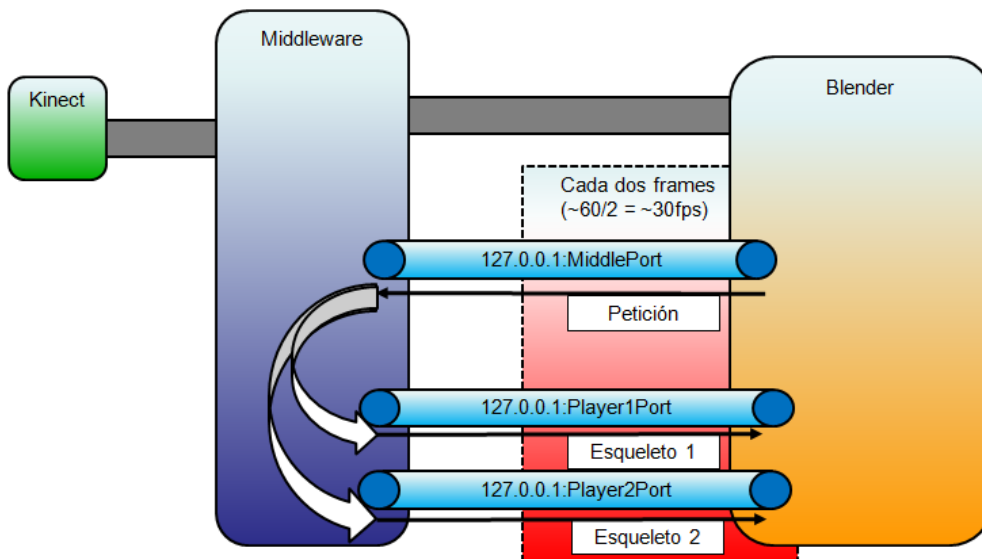 Middleware
Kinect
Blender
Cada dos frames
(~60/2 = ~30fps)
127.0.0.1:MiddlePort
Petición
127.0.0.1:Player1Port
Esqueleto 1
127.0.0.1:Player2Port
Esqueleto 2